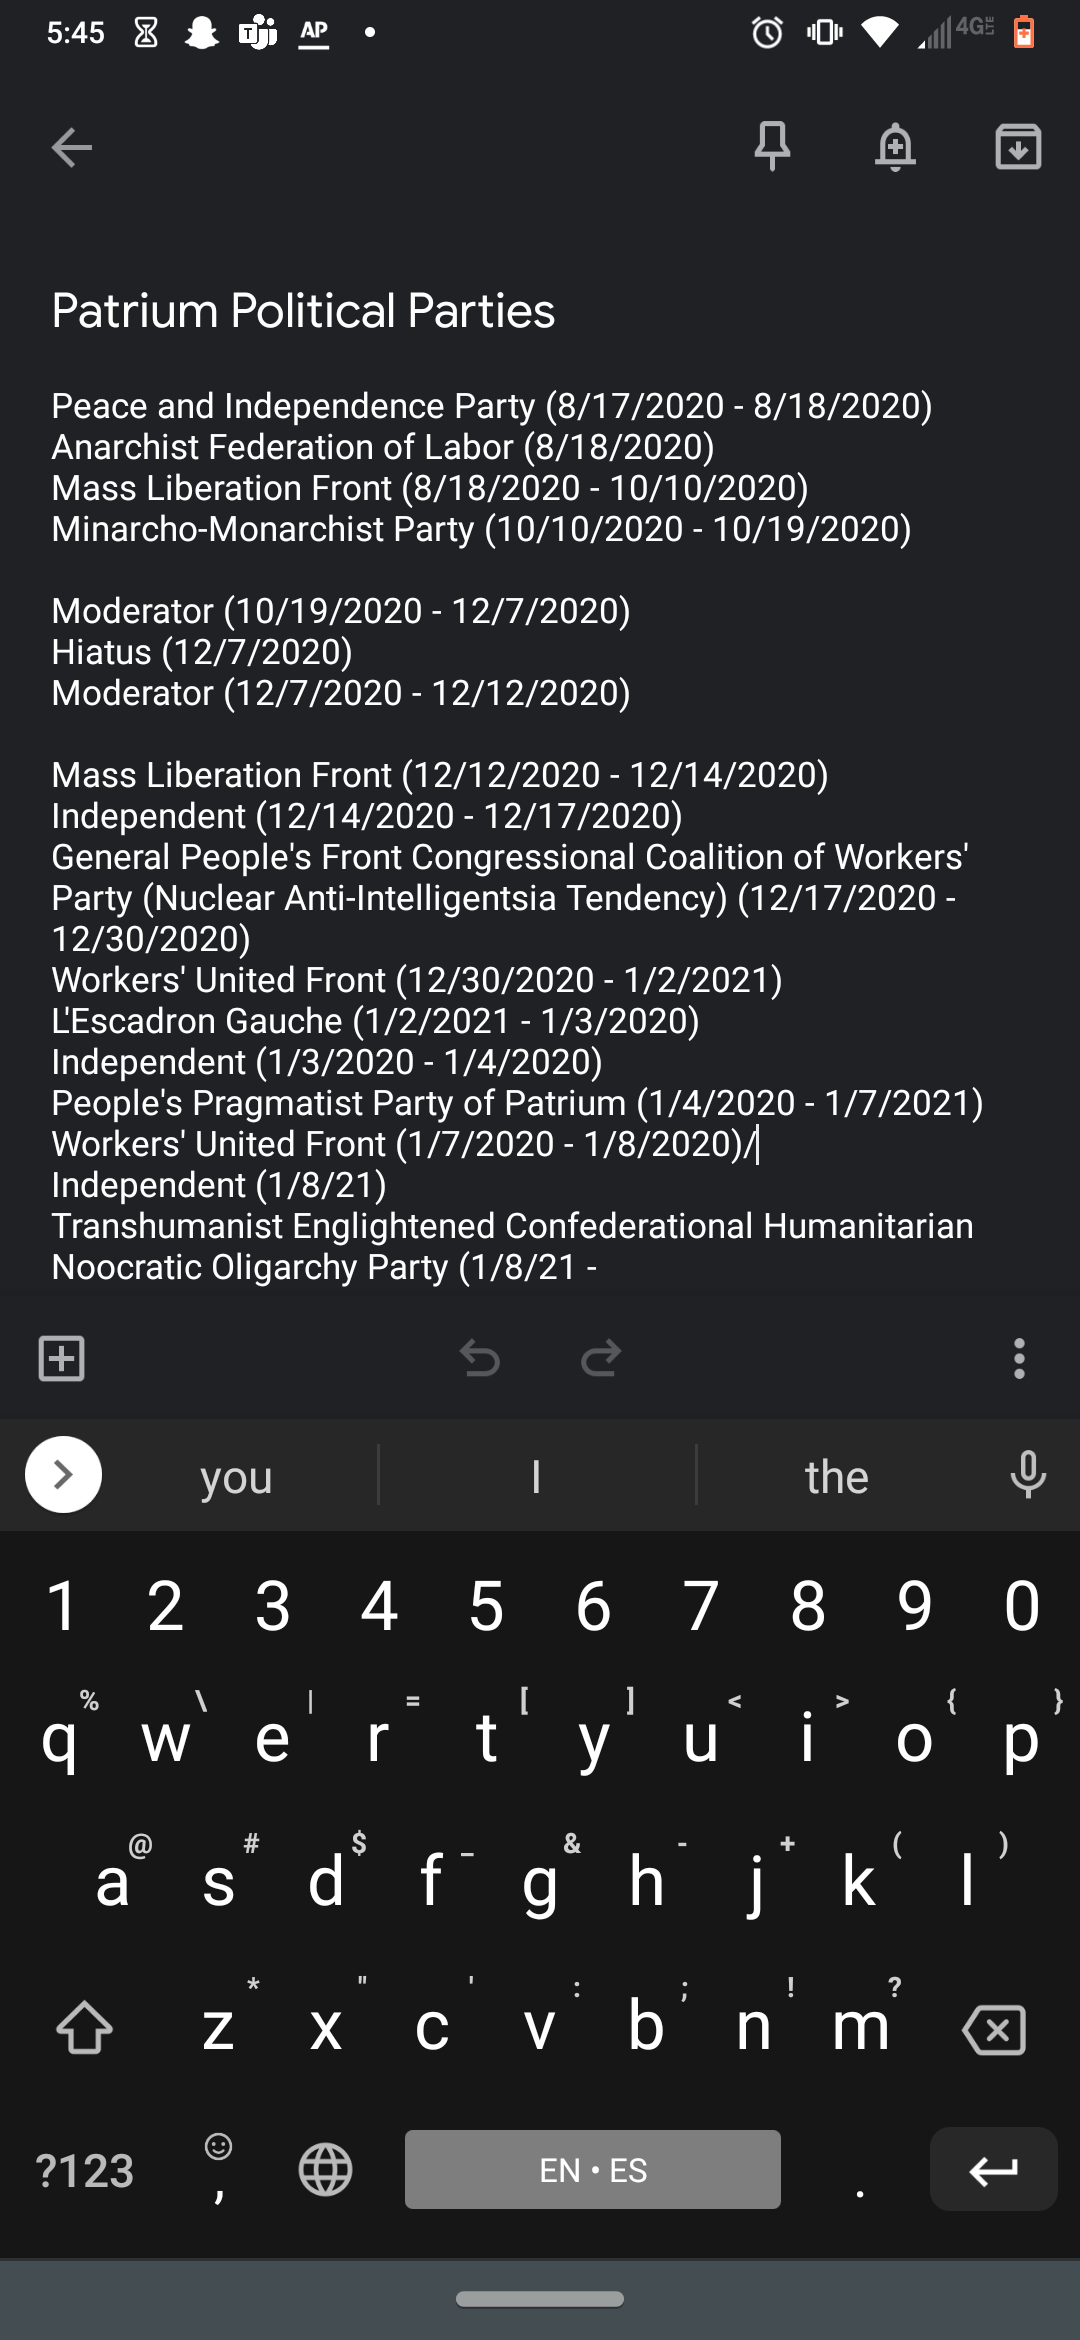 5:45
AP
4G LTE
Patrium Political Parties
Peace and Independence Party (8/17/2020 - 8/18/2020)
Anarchist Federation of Labor (8/18/2020)
Mass Liberation Front (8/18/2020 - 10/10/2020)
Minarcho-Monarchist Party (10/10/2020 - 10/19/2020)
Moderator (10/19/2020 - 12/7/2020)
Hiatus (12/7/2020)
Moderator (12/7/2020 - 12/12/2020)
Mass Liberation Front (12/12/2020 - 12/14/2020)
Independent (12/14/2020 - 12/17/2020)
General People's Front Congressional Coalition of Workers'
Party (Nuclear Anti-Intelligentsia Tendency) (12/17/2020 -
12/30/2020)
Workers' United Front (12/30/2020 - 1/2/2021)
L'Escadron Gauche (1/2/2021 - 1/3/2020)
Independent (1/3/2020 - 1/4/2020)
People's Pragmatist Party of Patrium (1/4/2020 - 1/7/2021)
Workers' United Front (1/7/2020 - 1/8/2020)/
Independent (1/8/21)
Transhumanist Englightened Confederational Humanitarian
Noocratic Oligarchy Party (1/8/21 -
you I the
1 2 3 4 5 6 7 8 9 0
% \ | = [ ] < > { }
q w e r t y u i o p
@ # $ _ & - + ( )
a s d f g h j k l
* " ' : ; ! ?
z x c v b n m
?123 , EN • ES .